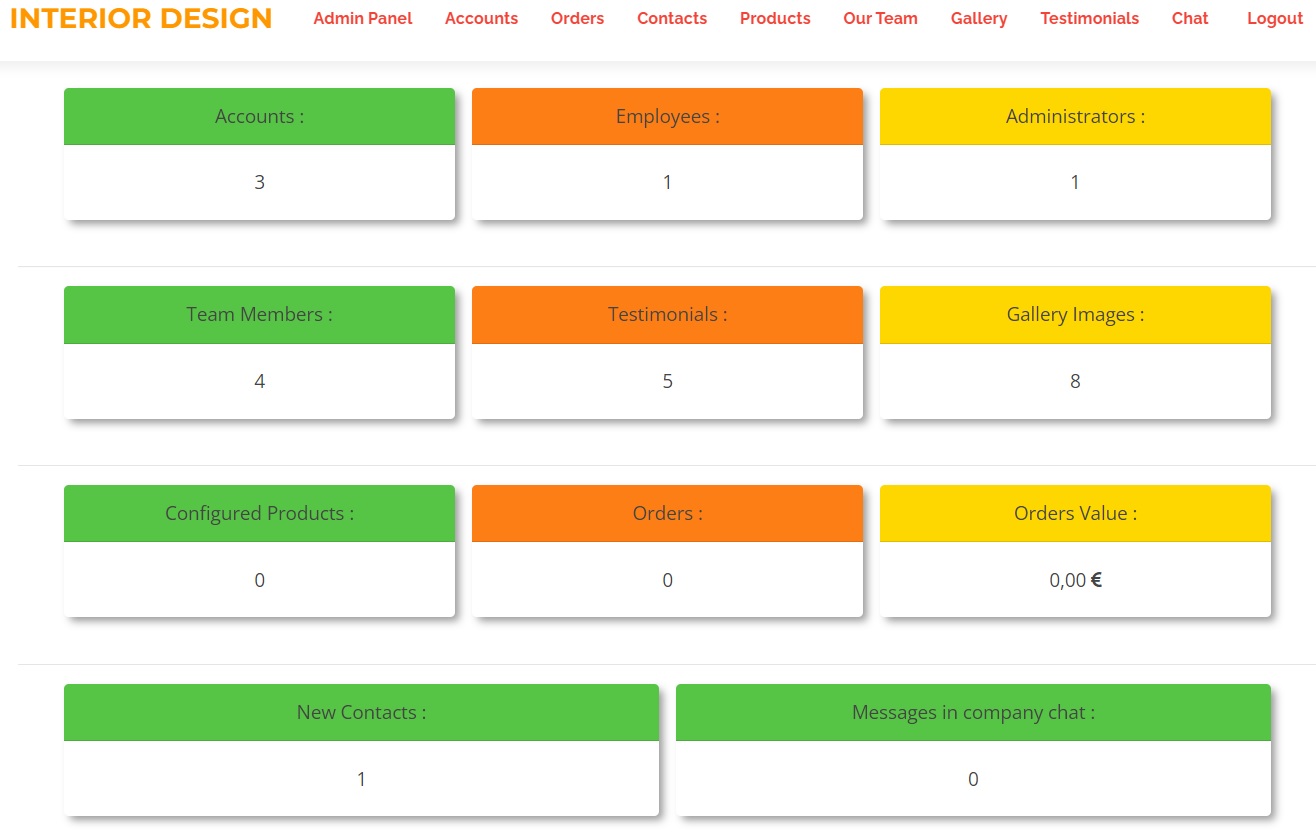 INTERIOR DESIGN Admin Panel Accounts Orders Contacts Products Our Team Gallery Testimonials Chat Logout
Accounts : Employees : Administrators :
3 1 1
Team Members : Testimonials : Gallery Images :
4 5 8
Configured Products : Orders : Orders Value :
0 0 0,00 €
New Contacts : Messages in company chat :
1 0